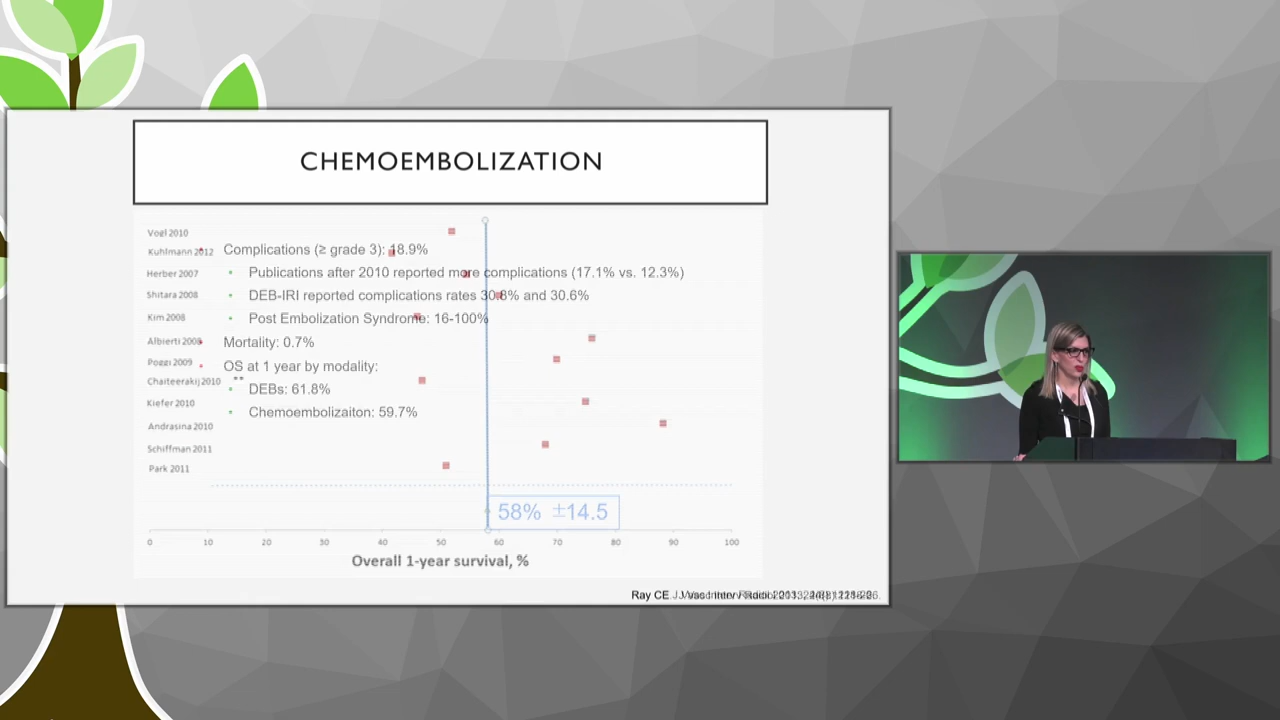 CHEMOEMBOLIZATION
Vogl 2010
Kuhlmann 2012
Complications (≥ grade 3): 18.9%
Herber 2007
Publications after 2010 reported more complications (17.1% vs. 12.3%)
Shitara 2008
DEB-IRI reported complications rates 30.8% and 30.6%
Kim 2008
Post Embolization Syndrome: 16-100%
Albierti 2008
Mortality: 0.7%
Poggi 2009
OS at 1 year by modality:
Chaiteerakij 2010
**
DEBs: 61.8%
Kiefer 2010
Chemoembolizaiton: 59.7%
Andrasina 2010
Schiffman 2011
Park 2011
58% ±14.5
0 10 20 30 40 50 60 70 80 90 100
Overall 1-year survival, %
Ray CE